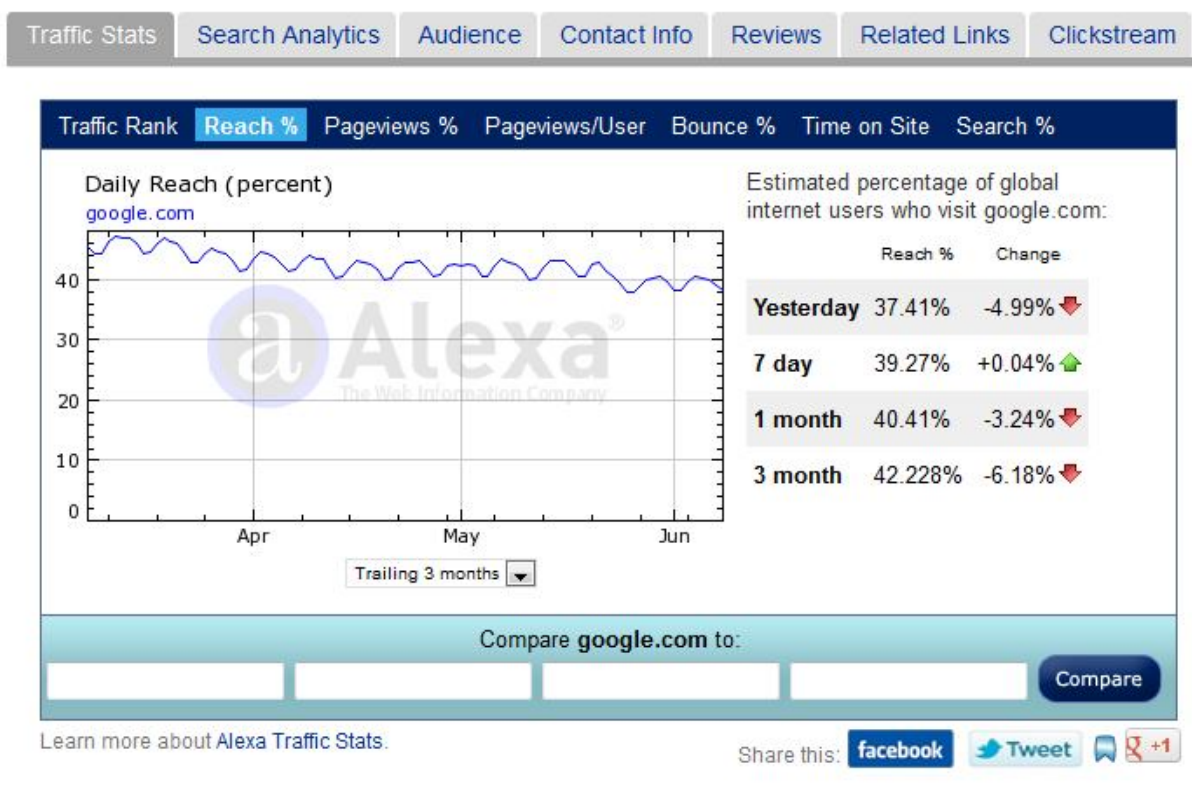 Traffic Stats Search Analytics Audience Contact Info Reviews Related Links Clickstream
Traffic Rank Reach % Pageviews % Pageviews/User Bounce % Time on Site Search %
Daily Reach (percent)
google.com
40
30
20
10
0
Apr May Jun
a Alexa®
The Web Information Company
Trailing 3 months
Estimated percentage of global
internet users who visit google.com:
Reach % Change
Yesterday 37.41% -4.99%
7 day 39.27% +0.04%
1 month 40.41% -3.24%
3 month 42.228% -6.18%
Compare google.com to:
Compare
Learn more about Alexa Traffic Stats.
Share this: facebook Tweet g +1